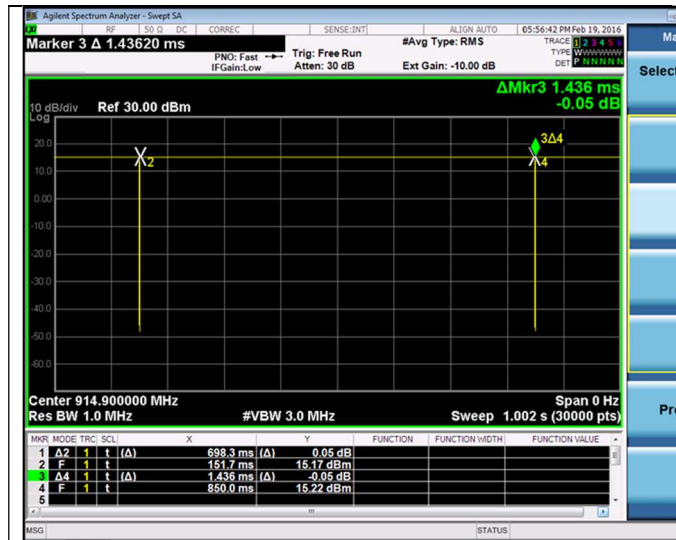 Agilent Spectrum Analyzer - Swept SA
RF 50 Ω DC CORREC SENSE:INT ALIGN AUTO 05:56:42 PM Feb 19, 2016
Marker 3 Δ 1.43620 ms
PNO: Fast
IFGain:Low
Trig: Free Run
Atten: 30 dB
#Avg Type: RMS
Ext Gain: -10.00 dB
TRACE 1 2 3 4 5 6
TYPE W
DET P N N N N N
Ma
Select
ΔMkr3 1.436 ms
-0.05 dB
10 dB/div Ref 30.00 dBm
Log
20.0
10.0
0.00
-10.0
-20.0
-30.0
-40.0
-50.0
-60.0
2
3Δ4
4
Center 914.900000 MHz Span 0 Hz
Res BW 1.0 MHz #VBW 3.0 MHz Sweep 1.002 s (30000 pts)
Pr
MKR MODE TRC SCL X Y FUNCTION FUNCTION WIDTH FUNCTION VALUE
1 Δ2 1 t (Δ) 698.3 ms (Δ) 0.05 dB
2 F 1 t 151.7 ms 15.17 dBm
3 Δ4 1 t (Δ) 1.436 ms (Δ) -0.05 dB
4 F 1 t 850.0 ms 15.22 dBm
5
MSG STATUS